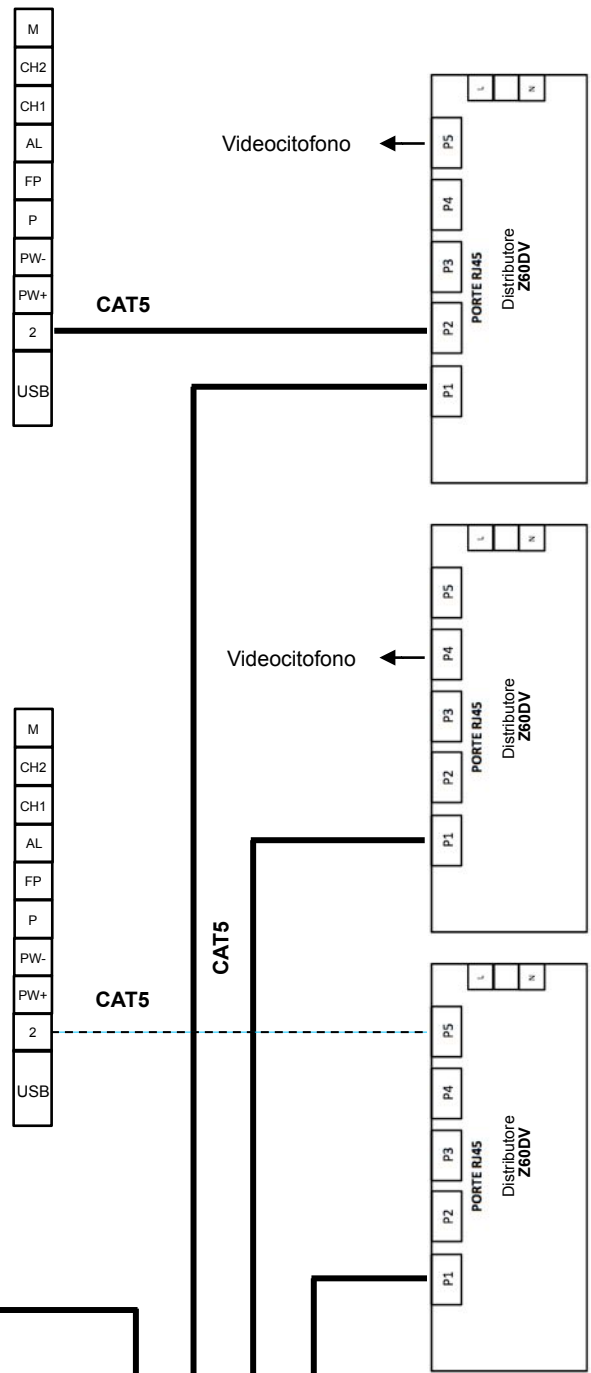 M
CH2
CH1
AL
FP
P
PW-
PW+
2
USB
CAT5
Videocitofono
L
N
P5
P4
P3
P2
P1
PORTE RJ45
Distributore
Z60DV
Videocitofono
L
N
P5
P4
P3
P2
P1
PORTE RJ45
Distributore
Z60DV
CAT5
M
CH2
CH1
AL
FP
P
PW-
PW+
2
USB
CAT5
L
N
P5
P4
P3
P2
P1
PORTE RJ45
Distributore
Z60DV